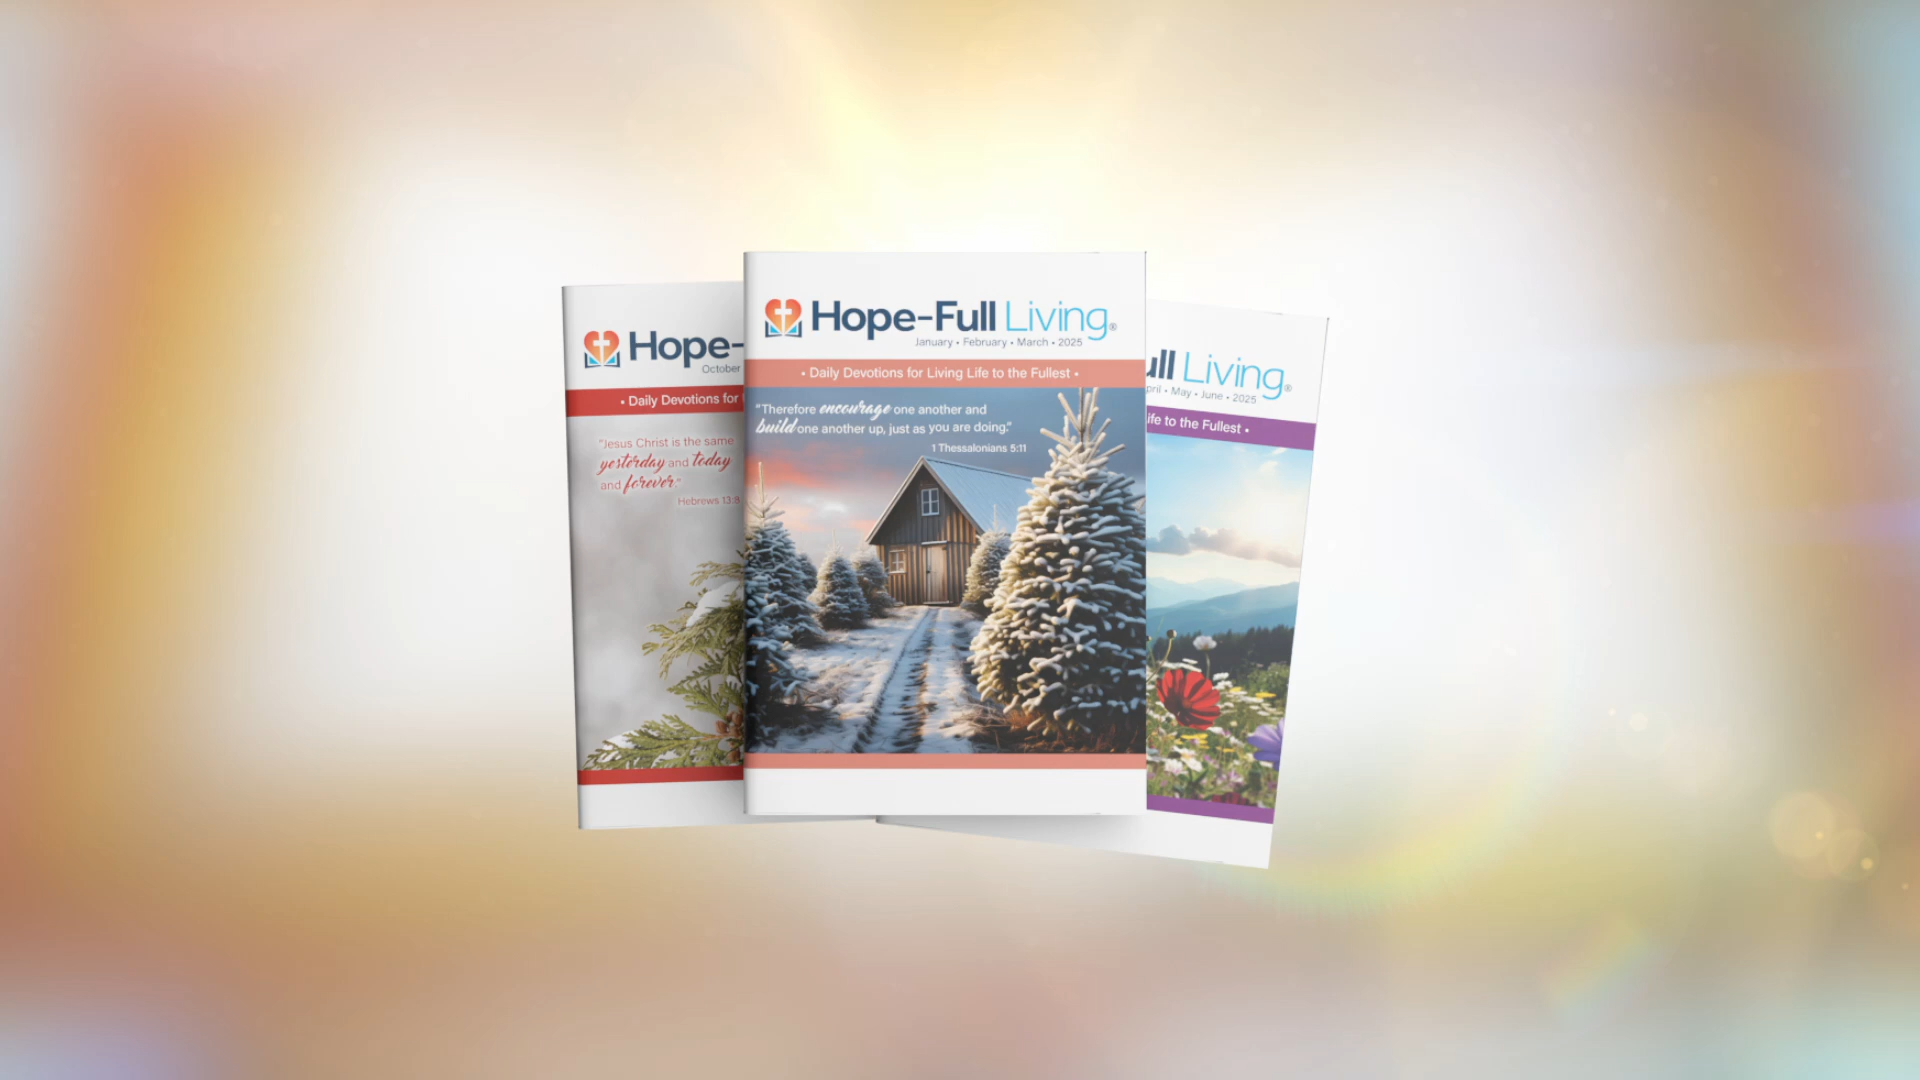 Hope-
October
• Daily Devotions for
"Jesus Christ is the same
yesterday and today
and forever."
Hebrews 13:8
Hope-Full Living®
January • February • March • 2025
• Daily Devotions for Living Life to the Fullest •
"Therefore encourage one another and
build one another up, just as you are doing."
1 Thessalonians 5:11
ull Living®
pril • May • June • 2025
ife to the Fullest •